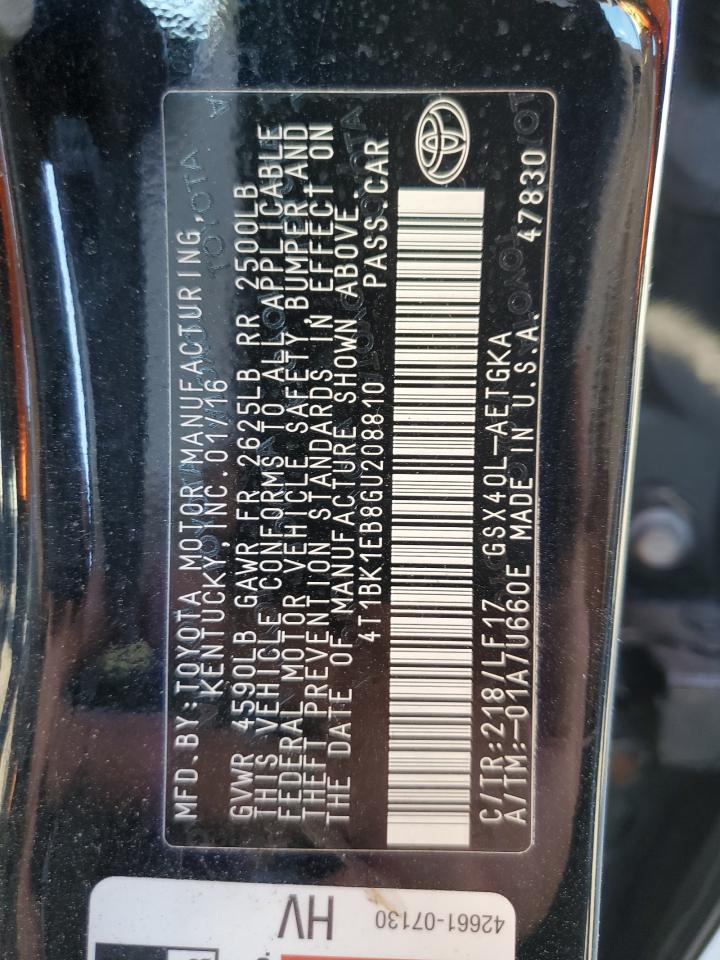 MFD.BY:TOYOTA MOTOR MANUFACTURING,
KENTUCKY, INC. 01/16
GVWR 4590LB GAWR FR 2625LB RR 2500LB
THIS VEHICLE CONFORMS TO ALL APPLICABLE
FEDERAL MOTOR VEHICLE SAFETY, BUMPER AND
THEFT PREVENTION STANDARDS IN EFFECT ON
THE DATE OF MANUFACTURE SHOWN ABOVE.
4T1BK1EB8GU208810 PASS.CAR
C/TR:218/LF17 GSX40L-AETGKA
A/TM:-01A/U660E MADE IN U.S.A. 47830
HV
42661-07130